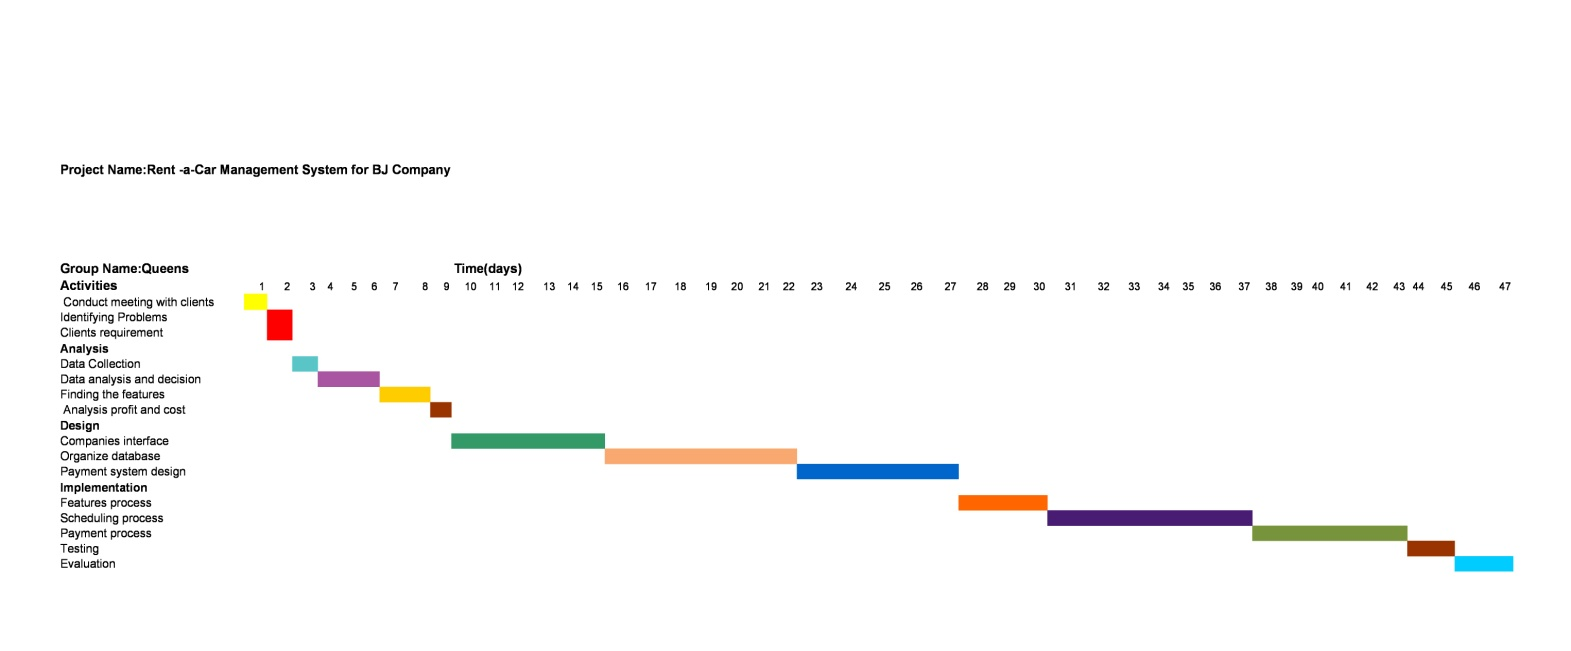 Project Name:Rent -a-Car Management System for BJ Company
Group Name:Queens Time(days)
Activities 1 2 3 4 5 6 7 8 9 10 11 12 13 14 15 16 17 18 19 20 21 22 23 24 25 26 27 28 29 30 31 32 33 34 35 36 37 38 39 40 41 42 43 44 45 46 47
Conduct meeting with clients
Identifying Problems
Clients requirement
Analysis
Data Collection
Data analysis and decision
Finding the features
Analysis profit and cost
Design
Companies interface
Organize database
Payment system design
Implementation
Features process
Scheduling process
Payment process
Testing
Evaluation